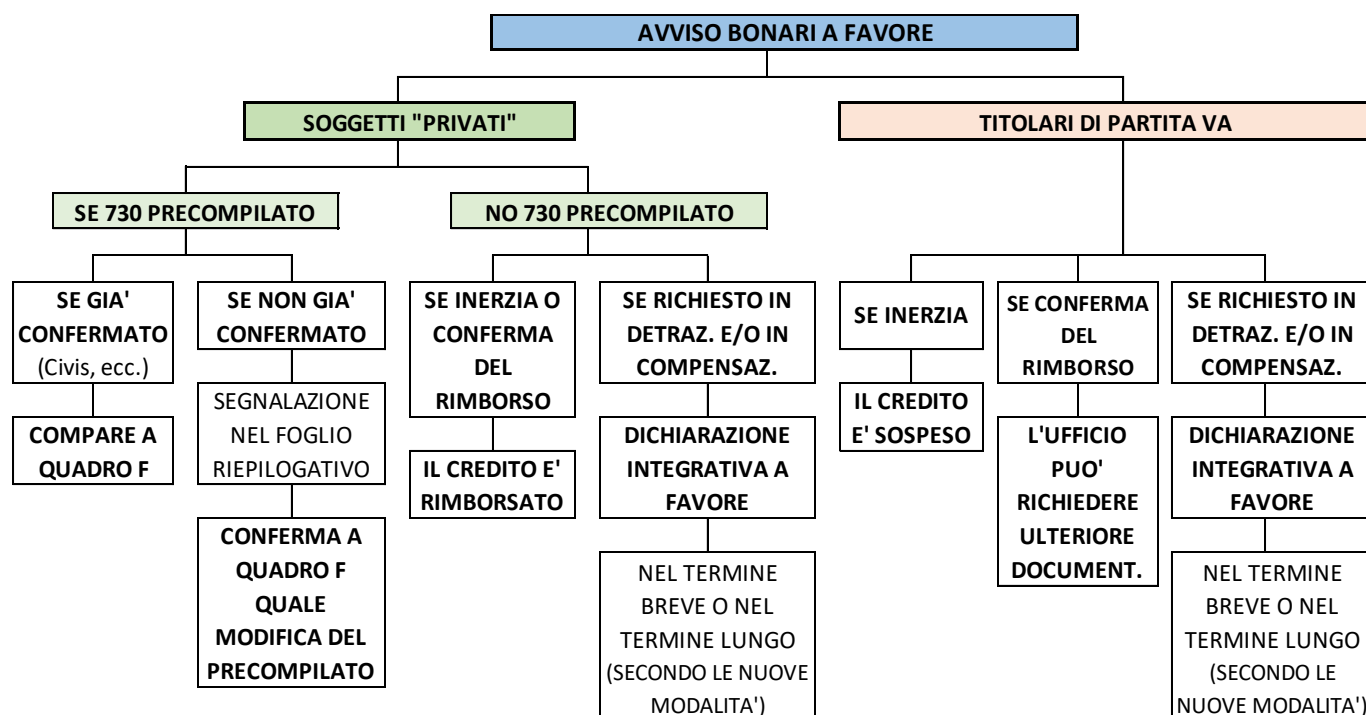 AVVISO BONARI A FAVORE
SOGGETTI "PRIVATI"
TITOLARI DI PARTITA VA
SE 730 PRECOMPILATO
NO 730 PRECOMPILATO
SE GIA'
CONFERMATO
(Civis, ecc.)
COMPARE A
QUADRO F
SE NON GIA'
CONFERMATO
SEGNALAZIONE
NEL FOGLIO
RIEPILOGATIVO
CONFERMA A
QUADRO F
QUALE
MODIFICA DEL
PRECOMPILATO
SE INERZIA O
CONFERMA
DEL
RIMBORSO
IL CREDITO E'
RIMBORSATO
SE RICHIESTO IN
DETRAZ. E/O IN
COMPENSAZ.
DICHIARAZIONE
INTEGRATIVA A
FAVORE
NEL TERMINE
BREVE O NEL
TERMINE LUNGO
(SECONDO LE NUOVE
MODALITA')
SE INERZIA
IL CREDITO
E' SOSPESO
SE CONFERMA
DEL
RIMBORSO
L'UFFICIO
PUO'
RICHIEDERE
ULTERIORE
DOCUMENT.
SE RICHIESTO IN
DETRAZ. E/O IN
COMPENSAZ.
DICHIARAZIONE
INTEGRATIVA A
FAVORE
NEL TERMINE
BREVE O NEL
TERMINE LUNGO
(SECONDO LE
NUOVE MODALITA')